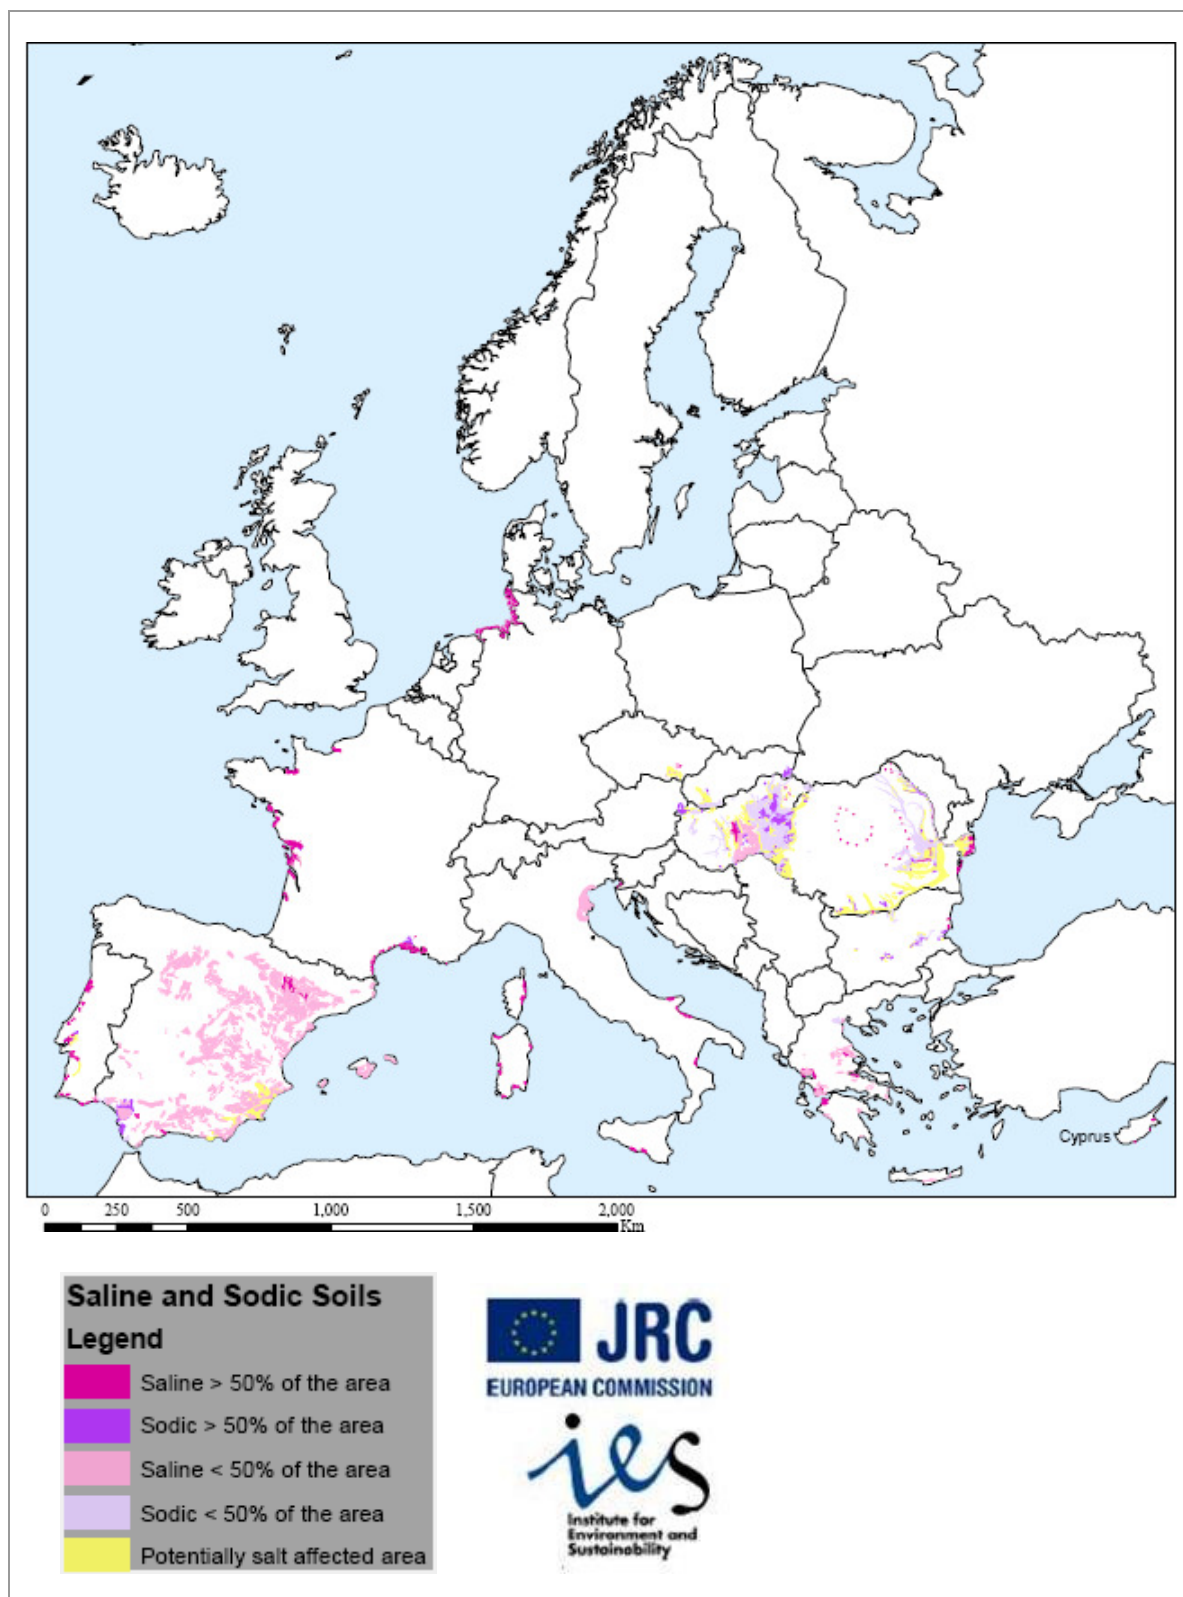 Cyprus
0 250 500 1,000 1,500 2,000
Km
Saline and Sodic Soils
Legend
Saline > 50% of the area
Sodic > 50% of the area
Saline < 50% of the area
Sodic < 50% of the area
Potentially salt affected area
JRC
EUROPEAN COMMISSION
ies
Institute for
Environment and
Sustainability